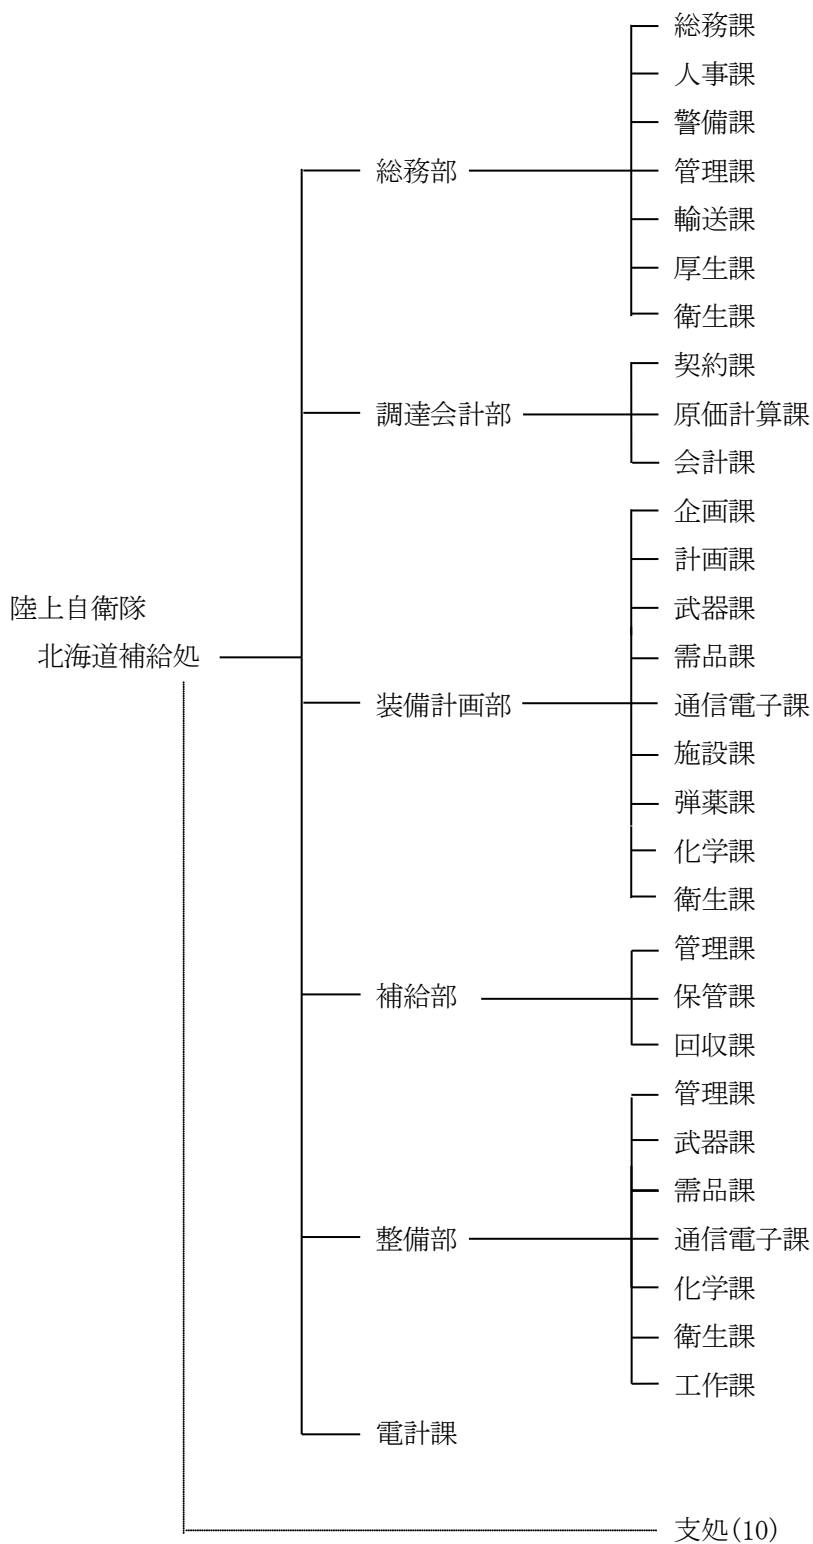 陸上自衛隊
北海道補給処
総務部
総務課
人事課
警備課
管理課
輸送課
厚生課
衛生課
調達会計部
契約課
原価計算課
会計課
装備計画部
企画課
計画課
武器課
需品課
通信電子課
施設課
弾薬課
化学課
衛生課
補給部
管理課
保管課
回収課
整備部
管理課
武器課
需品課
通信電子課
化学課
衛生課
工作課
電計課
支処(10)